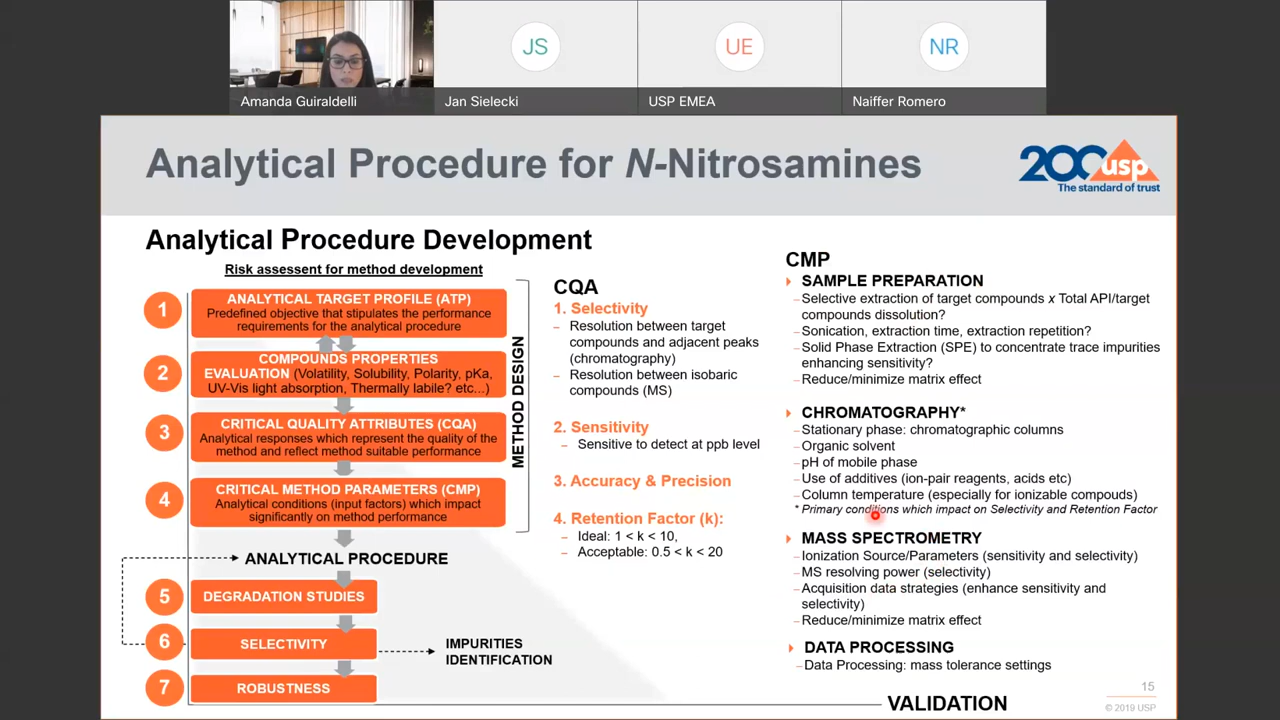 JS
UE
NR
Amanda Guiraldelli
Jan Sielecki
USP EMEA
Naiffer Romero
Analytical Procedure for N-Nitrosamines
200 usp
The standard of trust
Analytical Procedure Development
Risk assessent for method development
1
ANALYTICAL TARGET PROFILE (ATP)
Predefined objective that stipulates the performance
requirements for the analytical procedure
2
COMPOUNDS PROPERTIES
EVALUATION (Volatility, Solubility, Polarity, pKa,
UV-Vis light absorption, Thermally labile? etc...)
3
CRITICAL QUALITY ATTRIBUTES (CQA)
Analytical responses which represent the quality of the
method and reflect method suitable performance
4
CRITICAL METHOD PARAMETERS (CMP)
Analytical conditions (input factors) which impact
significantly on method performance
METHOD DESIGN
ANALYTICAL PROCEDURE
5
DEGRADATION STUDIES
6
SELECTIVITY
IMPURITIES
IDENTIFICATION
7
ROBUSTNESS
CQA
1. Selectivity
– Resolution between target
compounds and adjacent peaks
(chromatography)
– Resolution between isobaric
compounds (MS)
2. Sensitivity
– Sensitive to detect at ppb level
3. Accuracy & Precision
4. Retention Factor (k):
– Ideal: 1 < k < 10,
– Acceptable: 0.5 < k < 20
CMP
SAMPLE PREPARATION
–Selective extraction of target compounds x Total API/target
compounds dissolution?
–Sonication, extraction time, extraction repetition?
–Solid Phase Extraction (SPE) to concentrate trace impurities
enhancing sensitivity?
–Reduce/minimize matrix effect
CHROMATOGRAPHY*
–Stationary phase: chromatographic columns
–Organic solvent
–pH of mobile phase
–Use of additives (ion-pair reagents, acids etc)
–Column temperature (especially for ionizable compouds)
* Primary conditions which impact on Selectivity and Retention Factor
MASS SPECTROMETRY
–Ionization Source/Parameters (sensitivity and selectivity)
–MS resolving power (selectivity)
–Acquisition data strategies (enhance sensitivity and
selectivity)
–Reduce/minimize matrix effect
DATA PROCESSING
–Data Processing: mass tolerance settings
VALIDATION
15
© 2019 USP